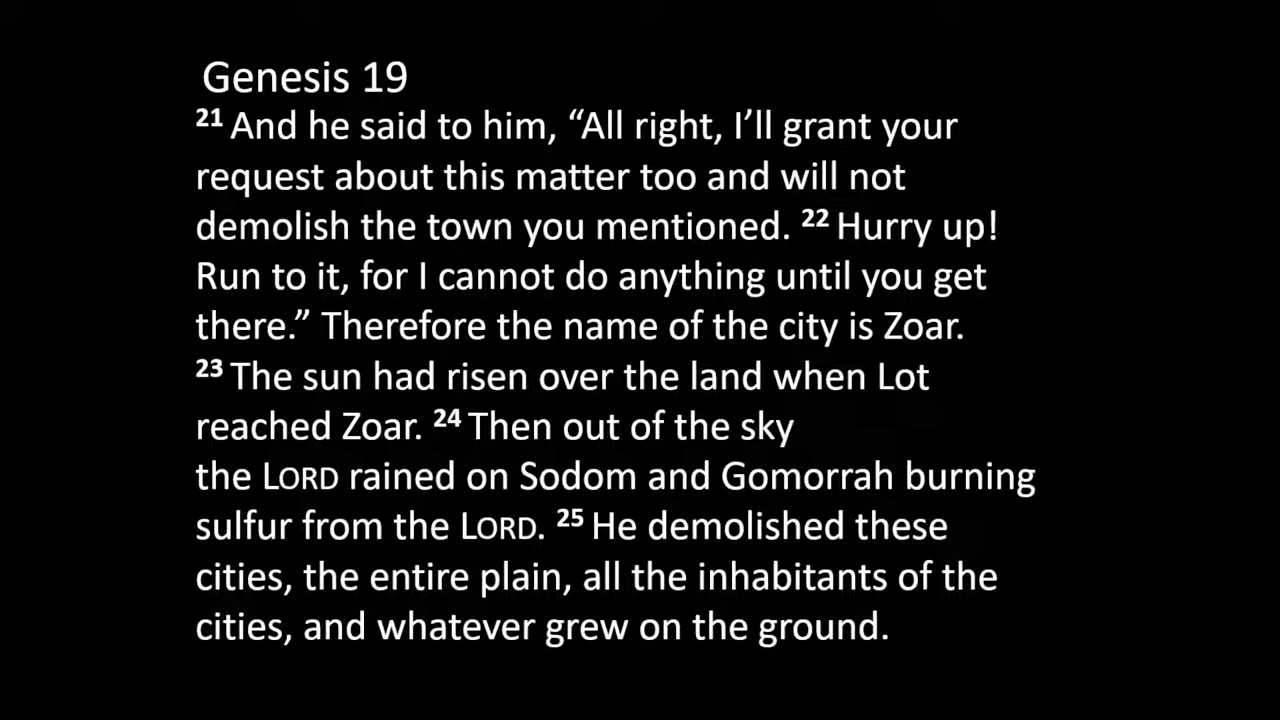 Genesis 19
21 And he said to him, “All right, I’ll grant your
request about this matter too and will not
demolish the town you mentioned. 22 Hurry up!
Run to it, for I cannot do anything until you get
there.” Therefore the name of the city is Zoar.
23 The sun had risen over the land when Lot
reached Zoar. 24 Then out of the sky
the LORD rained on Sodom and Gomorrah burning
sulfur from the LORD. 25 He demolished these
cities, the entire plain, all the inhabitants of the
cities, and whatever grew on the ground.